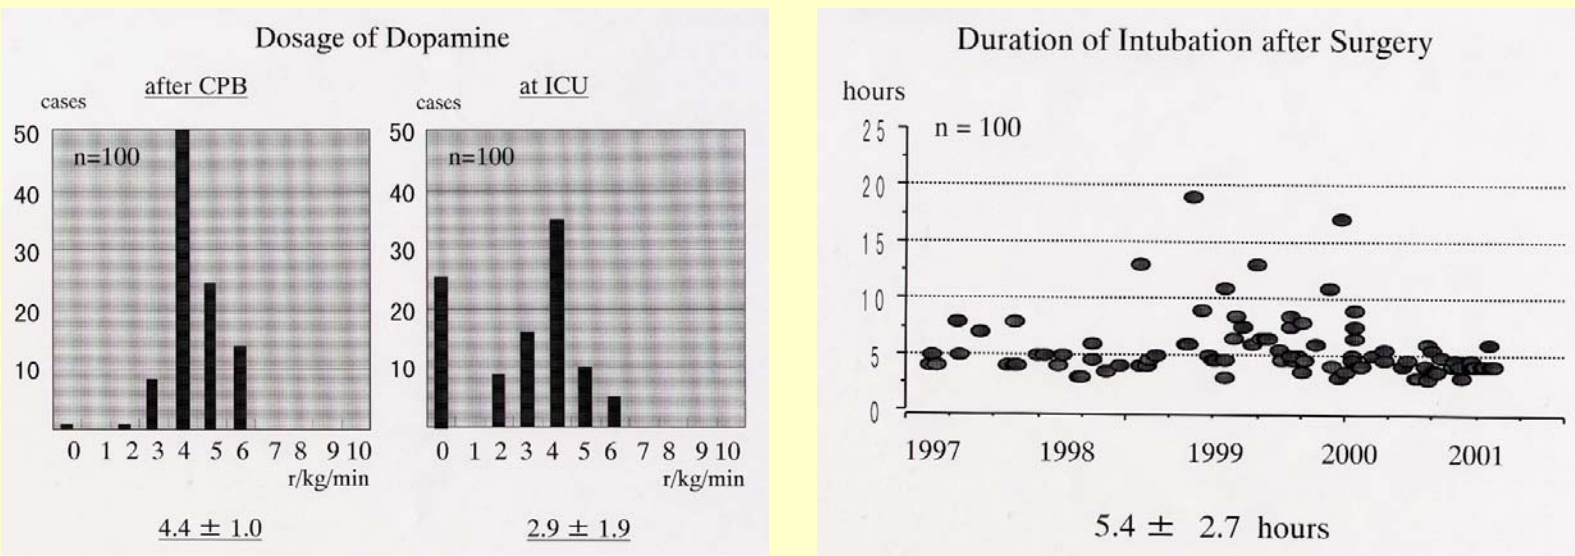 Dosage of Dopamine
after CPB
cases
50
40
30
20
10
n=100
0 1 2 3 4 5 6 7 8 9 10
r/kg/min
4.4 ± 1.0
at ICU
cases
50
40
30
20
10
n=100
0 1 2 3 4 5 6 7 8 9 10
r/kg/min
2.9 ± 1.9
Duration of Intubation after Surgery
hours
25
20
15
10
5
0
n = 100
1997 1998 1999 2000 2001
5.4 ± 2.7 hours